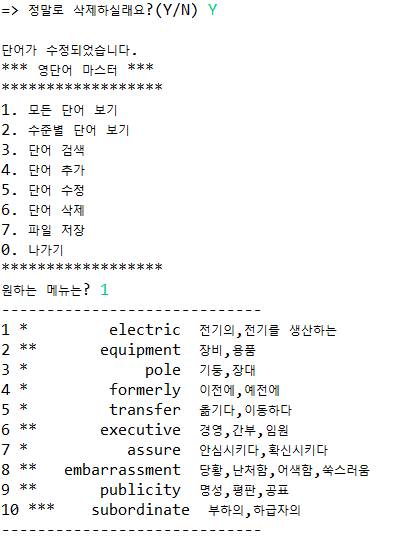 => 정말로 삭제하실래요?(Y/N) Y
단어가 수정되었습니다.
*** 영단어 마스터 ***
******************
1. 모든 단어 보기
2. 수준별 단어 보기
3. 단어 검색
4. 단어 추가
5. 단어 수정
6. 단어 삭제
7. 파일 저장
0. 나가기
******************
원하는 메뉴는? 1
-----------------------------
1 * electric 전기의,전기를 생산하는
2 ** equipment 장비,용품
3 * pole 기둥,장대
4 * formerly 이전에,예전에
5 * transfer 옮기다,이동하다
6 ** executive 경영,간부,임원
7 * assure 안심시키다,확신시키다
8 ** embarrassment 당황,난처함,어색함,쑥스러움
9 ** publicity 명성,평판,공표
10 *** subordinate 부하의,하급자의
-----------------------------